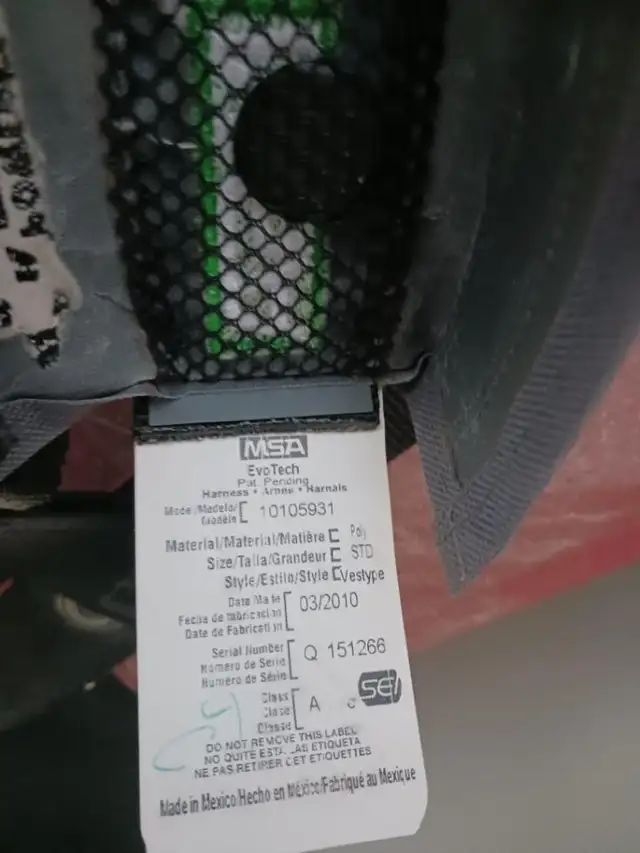 MSA
EvoTech
Pat. Pending
Harness • Arnes • Harnais
Model/Modelo/
Modèle
10105931
Material/Material/Matière Poly
Size/Talla/Grandeur STD
Style/Estilo/Style Vestype
Date Made
Fecha de fabricación
Date de Fabrication
03/2010
Serial Number
Número de Serie
Numéro de Série
Q 151266
Class
Clase
Classe
A
SEI
DO NOT REMOVE THIS LABEL
NO QUITE ESTA LAS ETIQUETA
NE PAS RETIRER CET ETIQUETTES
Made in Mexico/Hecho en México/Fabriqué au Mexique